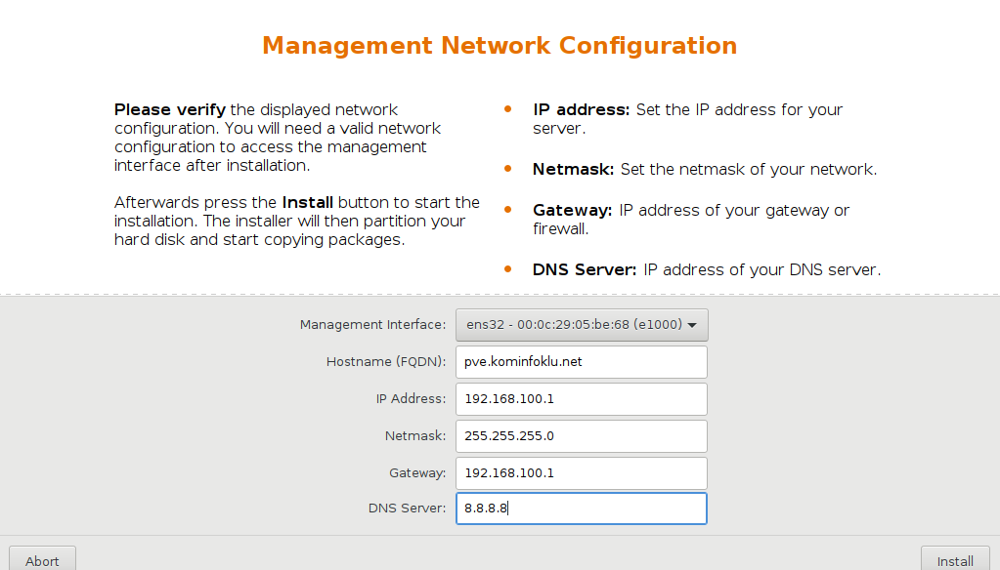 Management Network Configuration
Please verify the displayed network
configuration. You will need a valid network
configuration to access the management
interface after installation.
Afterwards press the Install button to start the
installation. The installer will then partition your
hard disk and start copying packages.
• IP address: Set the IP address for your
server.
• Netmask: Set the netmask of your network.
• Gateway: IP address of your gateway or
firewall.
• DNS Server: IP address of your DNS server.
Management Interface: ens32 - 00:0c:29:05:be:68 (e1000)
Hostname (FQDN): pve.kominfoklu.net
IP Address: 192.168.100.1
Netmask: 255.255.255.0
Gateway: 192.168.100.1
DNS Server: 8.8.8.8
Abort Install